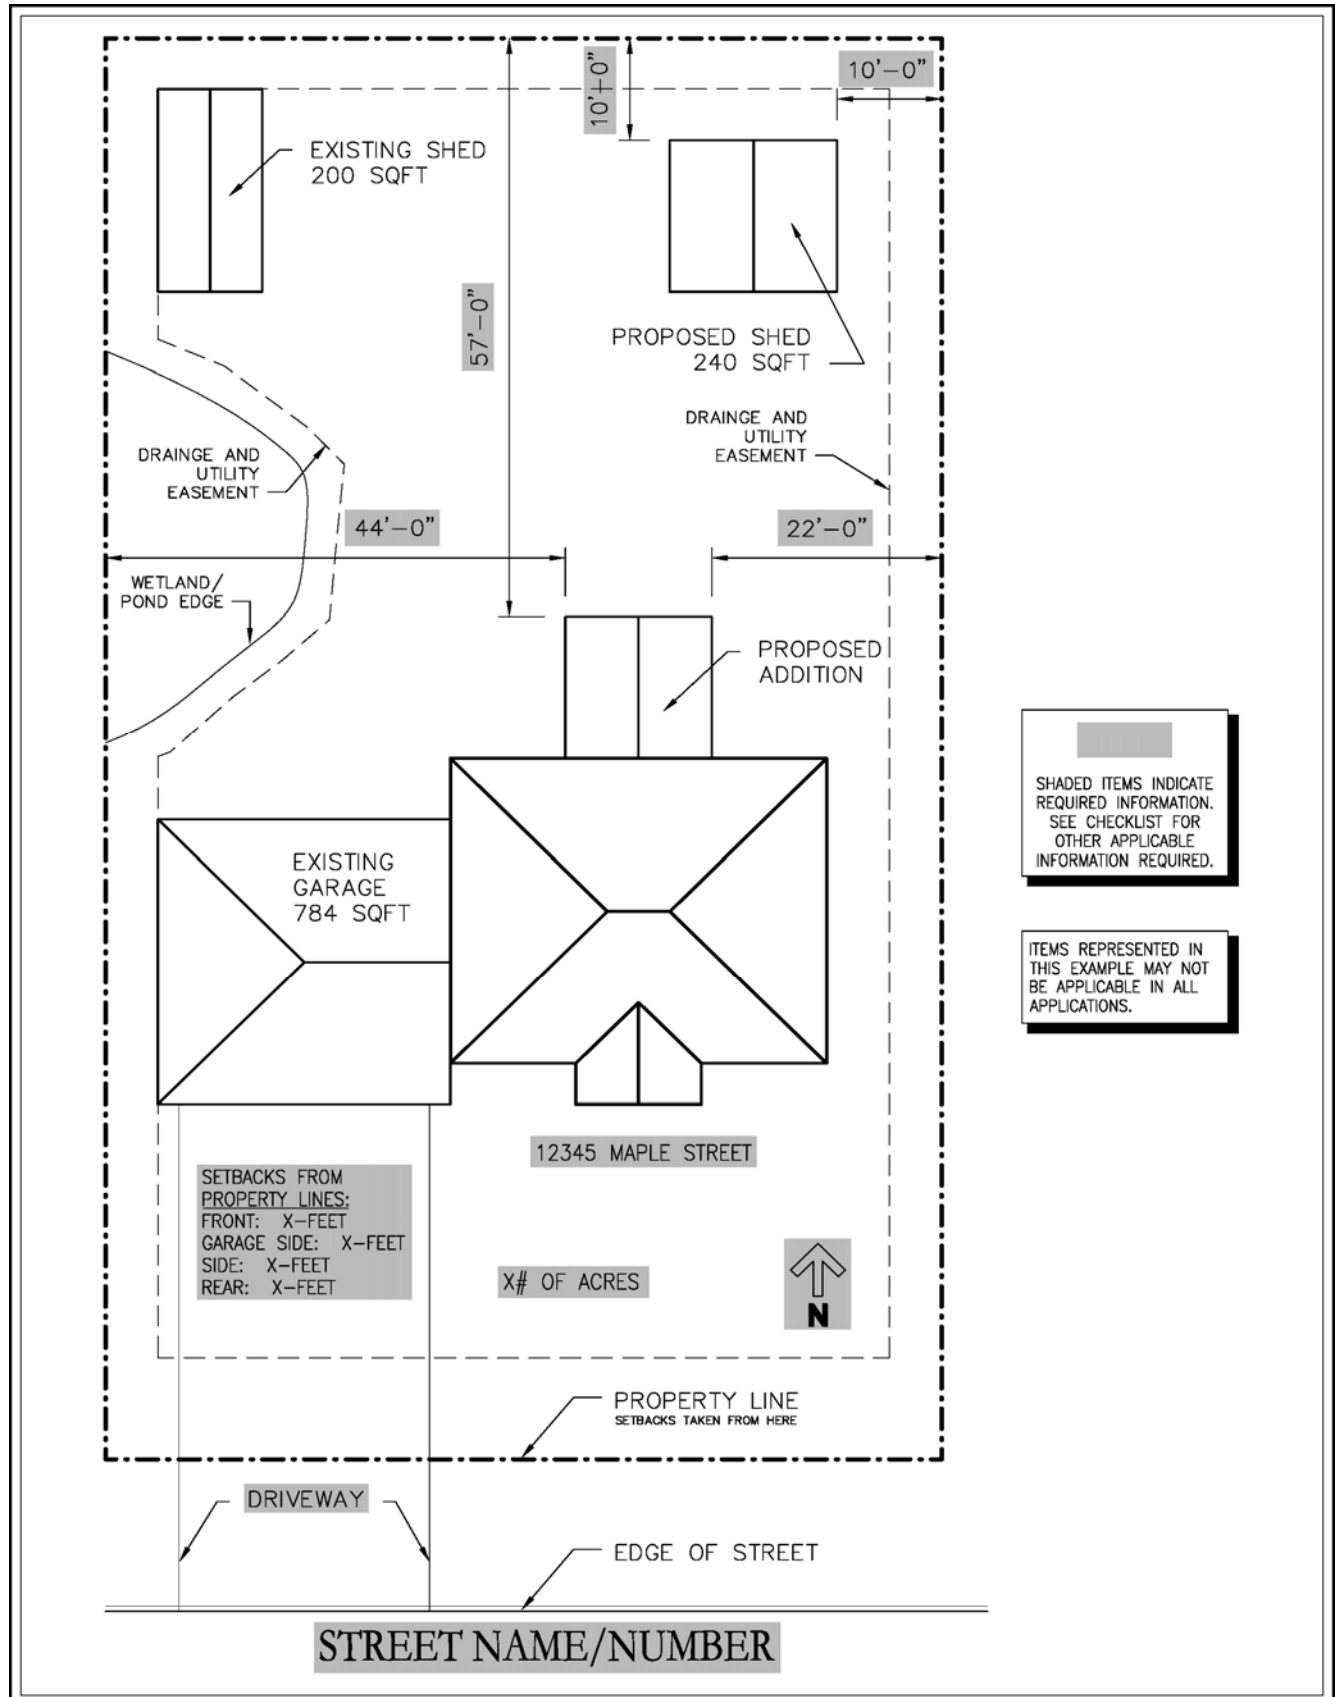 10'-0"
10'-0"
EXISTING SHED
200 SQFT
57'-0"
PROPOSED SHED
240 SQFT
DRAINGE AND
UTILITY
EASEMENT
DRAINGE AND
UTILITY
EASEMENT
44'-0"
22'-0"
WETLAND/
POND EDGE
PROPOSED
ADDITION
SHADED ITEMS INDICATE
REQUIRED INFORMATION.
SEE CHECKLIST FOR
OTHER APPLICABLE
INFORMATION REQUIRED.
EXISTING
GARAGE
784 SQFT
ITEMS REPRESENTED IN
THIS EXAMPLE MAY NOT
BE APPLICABLE IN ALL
APPLICATIONS.
12345 MAPLE STREET
SETBACKS FROM
PROPERTY LINES:
FRONT: X-FEET
GARAGE SIDE: X-FEET
SIDE: X-FEET
REAR: X-FEET
X# OF ACRES
N
PROPERTY LINE
SETBACKS TAKEN FROM HERE
DRIVEWAY
EDGE OF STREET
STREET NAME/NUMBER